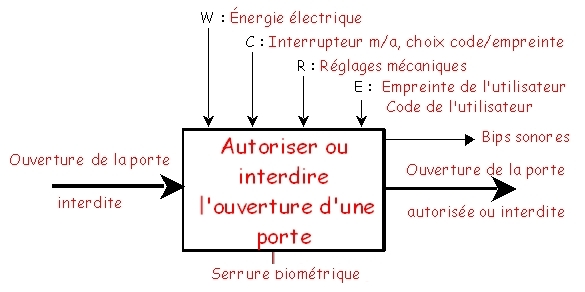 W : Énergie électrique
C : Interrupteur m/a, choix code/empreinte
R : Réglages mécaniques
E : Empreinte de l'utilisateur
Code de l'utilisateur
Bips sonores
Ouverture de la porte
interdite
Autoriser ou
interdire
l'ouverture d'une
porte
Ouverture de la porte
autorisée ou interdite
Serrure biométrique